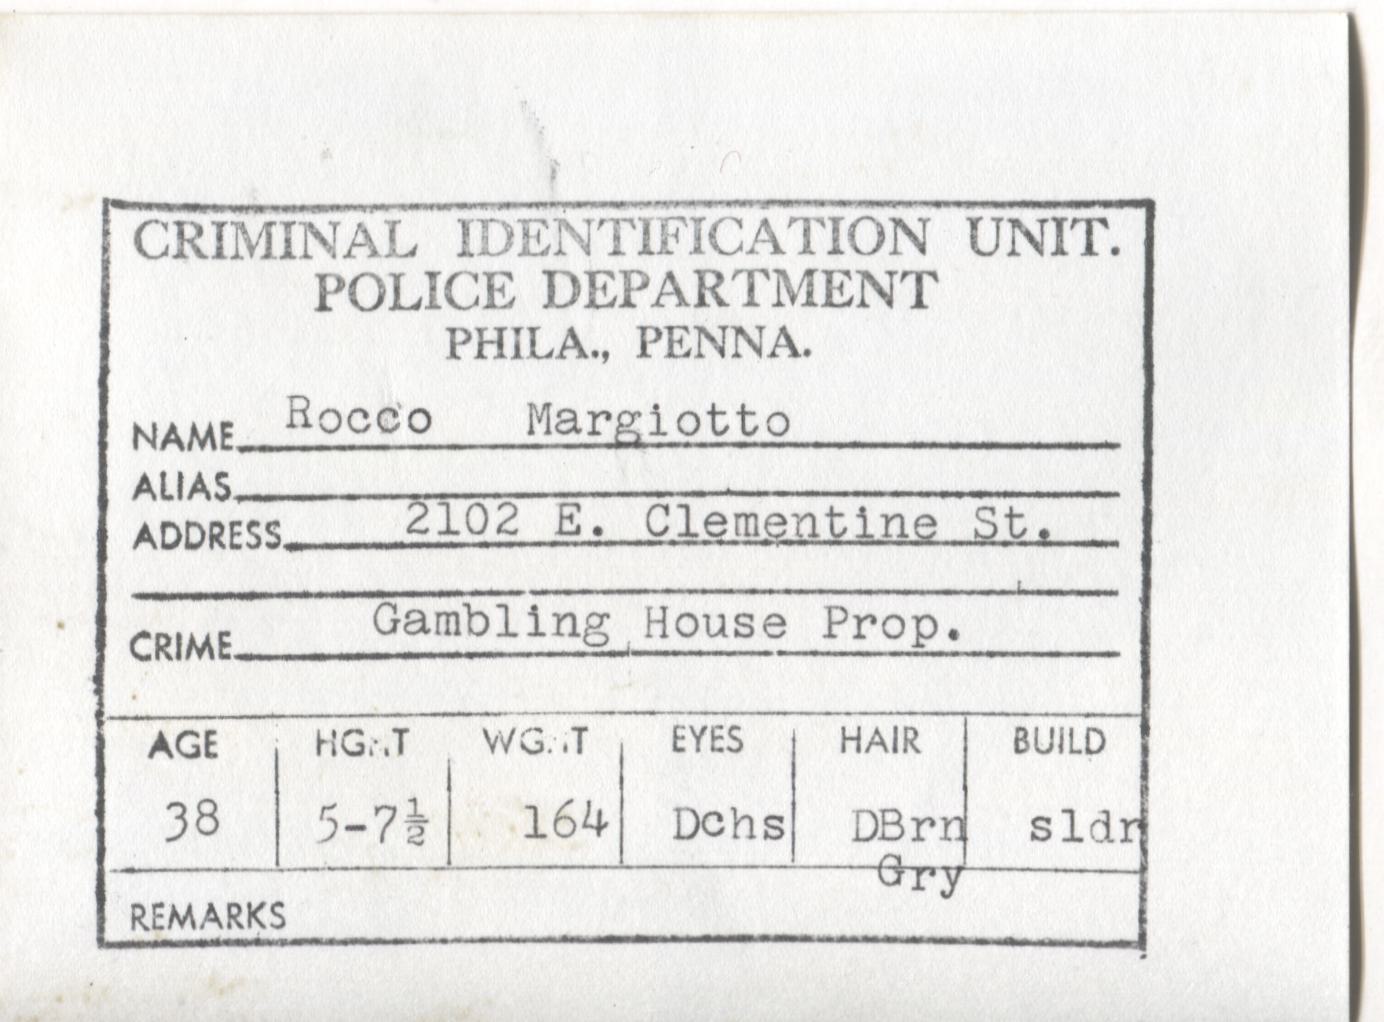 CRIMINAL IDENTIFICATION UNIT.
POLICE DEPARTMENT
PHILA., PENNA.
NAME Rocco Margiotto
ALIAS
ADDRESS 2102 E. Clementine St.
CRIME Gambling House Prop.
AGE HGHT WGHT EYES HAIR BUILD
38 5-7½ 164 Dchs DBrn sldr
Gry
REMARKS